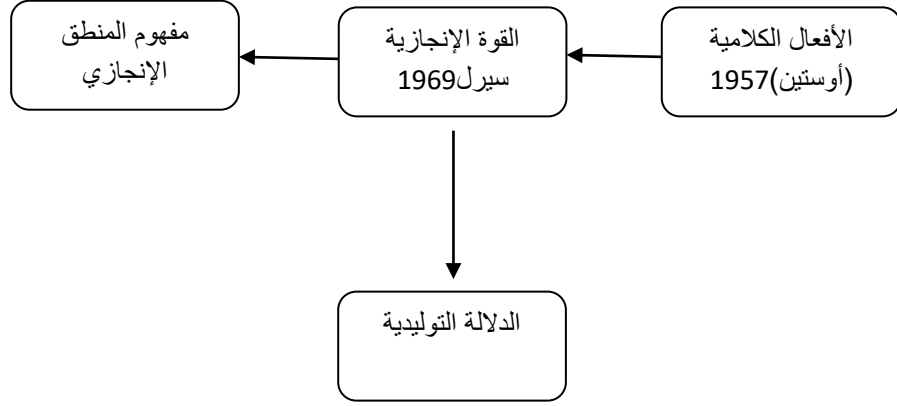 الأفعال الكلامية
(أوستين)1957
القوة الإنجازية
سيرل1969
مفهوم المنطق
الإنجازي
الدلالة التوليدية